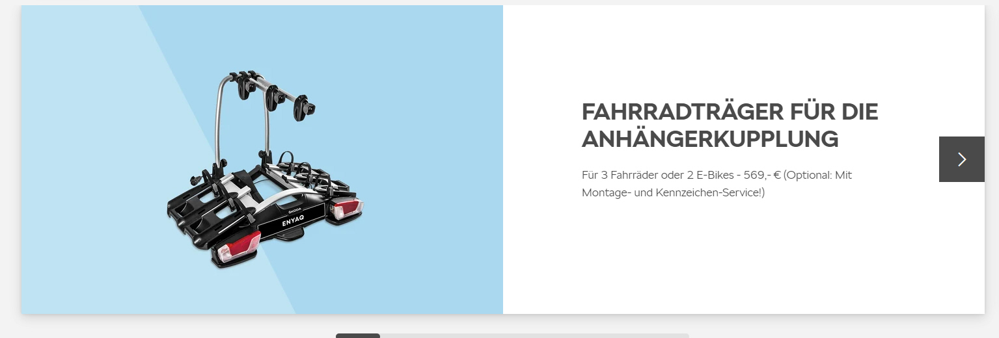 FAHRRADTRÄGER FÜR DIE
ANHÄNGERKUPPLUNG
Für 3 Fahrräder oder 2 E-Bikes - 569,- € (Optional: Mit
Montage- und Kennzeichen-Service!)
ŠKODA
ENYAQ